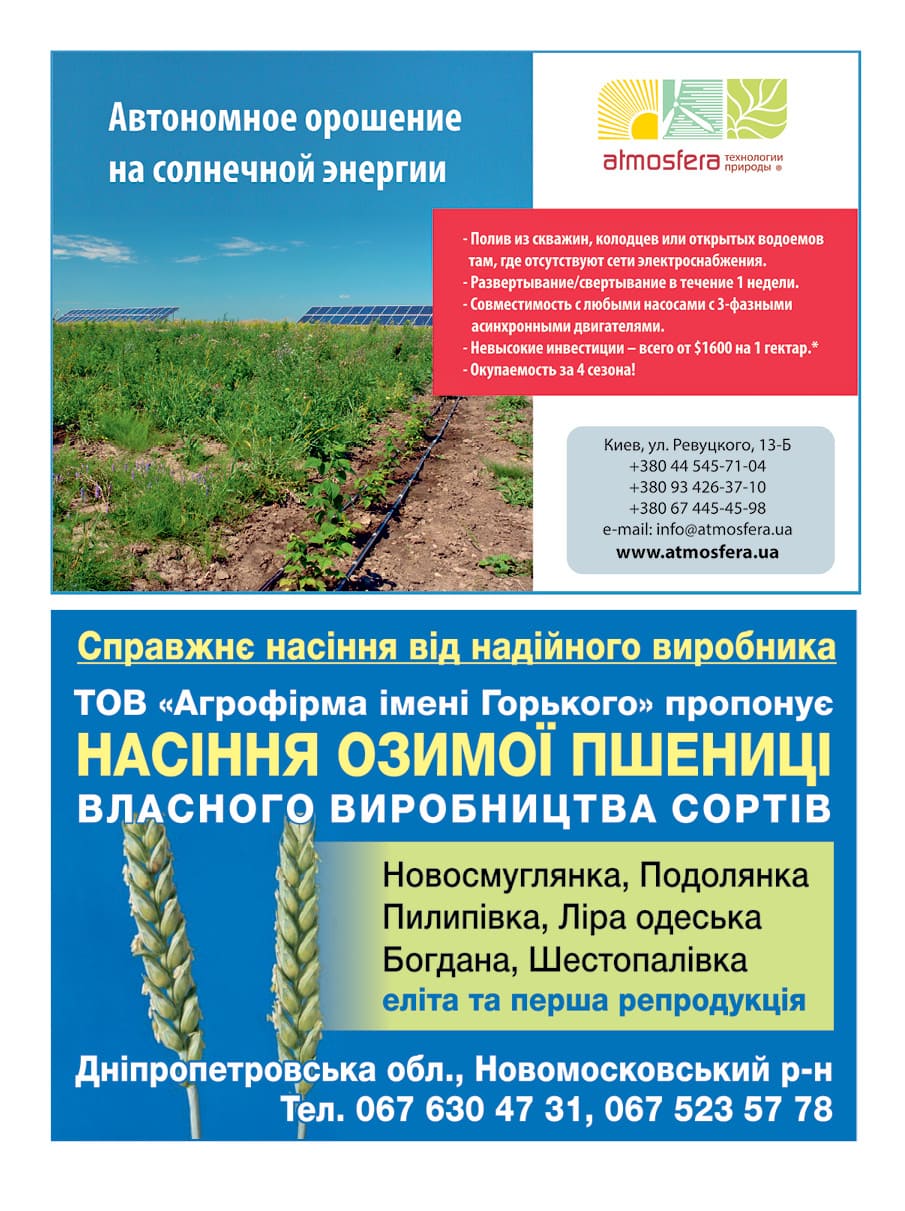 Автономное орошение
на солнечной энергии
atmosfera технологии
природы ®
- Полив из скважин, колодцев или открытых водоемов
там, где отсутствуют сети электроснабжения.
- Развертывание/свертывание в течение 1 недели.
- Совместимость с любыми насосами с 3-фазными
асинхронными двигателями.
- Невысокие инвестиции – всего от $1600 на 1 гектар.*
- Окупаемость за 4 сезона!
Киев, ул. Ревуцкого, 13-Б
+380 44 545-71-04
+380 93 426-37-10
+380 67 445-45-98
e-mail: info@atmosfera.ua
www.atmosfera.ua
Справжнє насіння від надійного виробника
ТОВ «Агрофірма імені Горького» пропонує
НАСІННЯ ОЗИМОЇ ПШЕНИЦІ
ВЛАСНОГО ВИРОБНИЦТВА СОРТІВ
Новосмуглянка, Подолянка
Пилипівка, Ліра одеська
Богдана, Шестопалівка
еліта та перша репродукція
Дніпропетровська обл., Новомосковський р-н
Тел. 067 630 47 31, 067 523 57 78